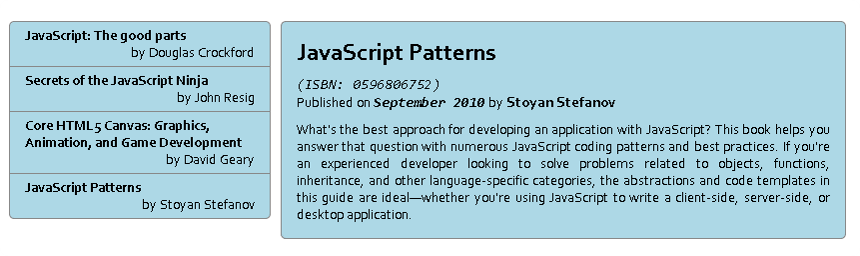 JavaScript: The good parts
by Douglas Crockford
Secrets of the JavaScript Ninja
by John Resig
Core HTML5 Canvas: Graphics,
Animation, and Game Development
by David Geary
JavaScript Patterns
by Stoyan Stefanov
JavaScript Patterns
(ISBN: 0596806752)
Published on September 2010 by Stoyan Stefanov
What's the best approach for developing an application with JavaScript? This book helps you
answer that question with numerous JavaScript coding patterns and best practices. If you're
an experienced developer looking to solve problems related to objects, functions,
inheritance, and other language-specific categories, the abstractions and code templates in
this guide are ideal—whether you're using JavaScript to write a client-side, server-side, or
desktop application.